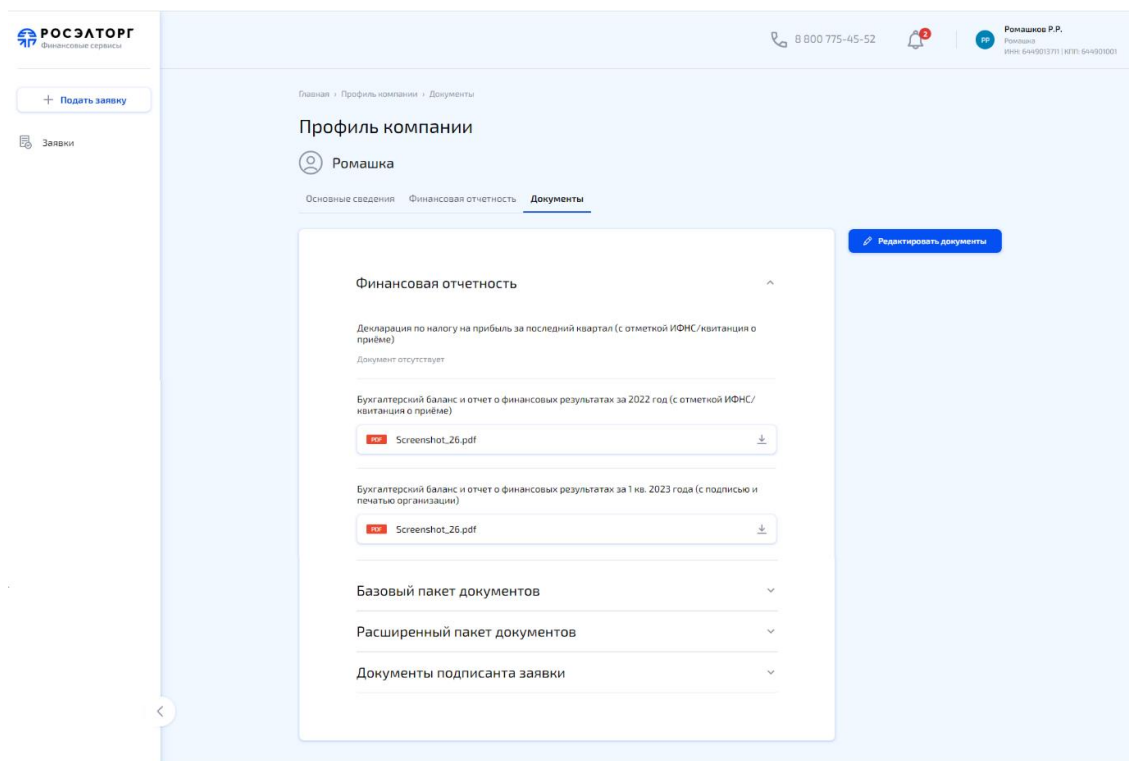 РОСЭЛТОРГ
Финансовые сервисы
8 800 775-45-52
2
РР
Ромашков Р.Р.
Ромашка
ИНН: 6449013711 | КПП: 644901001
+ Подать заявку
Заявки
Главная › Профиль компании › Документы
Профиль компании
Ромашка
Основные сведения Финансовая отчетность Документы
Редактировать документы
Финансовая отчетность
Декларация по налогу на прибыль за последний квартал (с отметкой ИФНС/квитанция о
приёме)
Документ отсутствует
Бухгалтерский баланс и отчет о финансовых результатах за 2022 год (с отметкой ИФНС/
квитанция о приёме)
PDF Screenshot_26.pdf
Бухгалтерский баланс и отчет о финансовых результатах за 1 кв. 2023 года (с подписью и
печатью организации)
PDF Screenshot_26.pdf
Базовый пакет документов
Расширенный пакет документов
Документы подписанта заявки